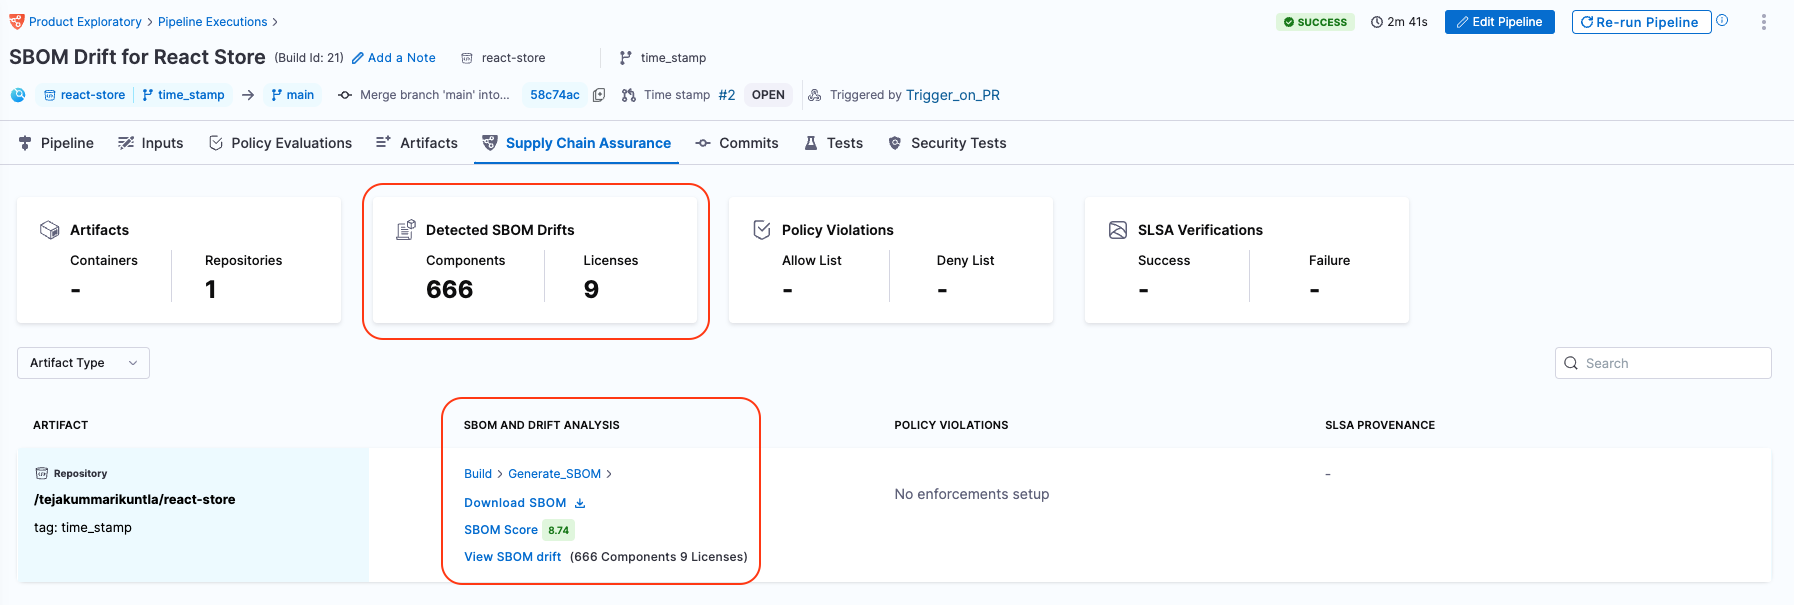 Product Exploratory > Pipeline Executions >
SUCCESS 2m 41s Edit Pipeline Re-run Pipeline
SBOM Drift for React Store (Build Id: 21) Add a Note react-store time_stamp
react-store time_stamp → main Merge branch 'main' into... 58c74ac Time stamp #2 OPEN Triggered by Trigger_on_PR
Pipeline Inputs Policy Evaluations Artifacts Supply Chain Assurance Commits Tests Security Tests
Artifacts
Containers Repositories
- 1
Detected SBOM Drifts
Components Licenses
666 9
Policy Violations
Allow List Deny List
- -
SLSA Verifications
Success Failure
- -
Artifact Type
Search
ARTIFACT SBOM AND DRIFT ANALYSIS POLICY VIOLATIONS SLSA PROVENANCE
Repository
/tejakummarikuntla/react-store
tag: time_stamp
Build > Generate_SBOM >
Download SBOM
SBOM Score 8.74
View SBOM drift (666 Components 9 Licenses)
No enforcements setup
-